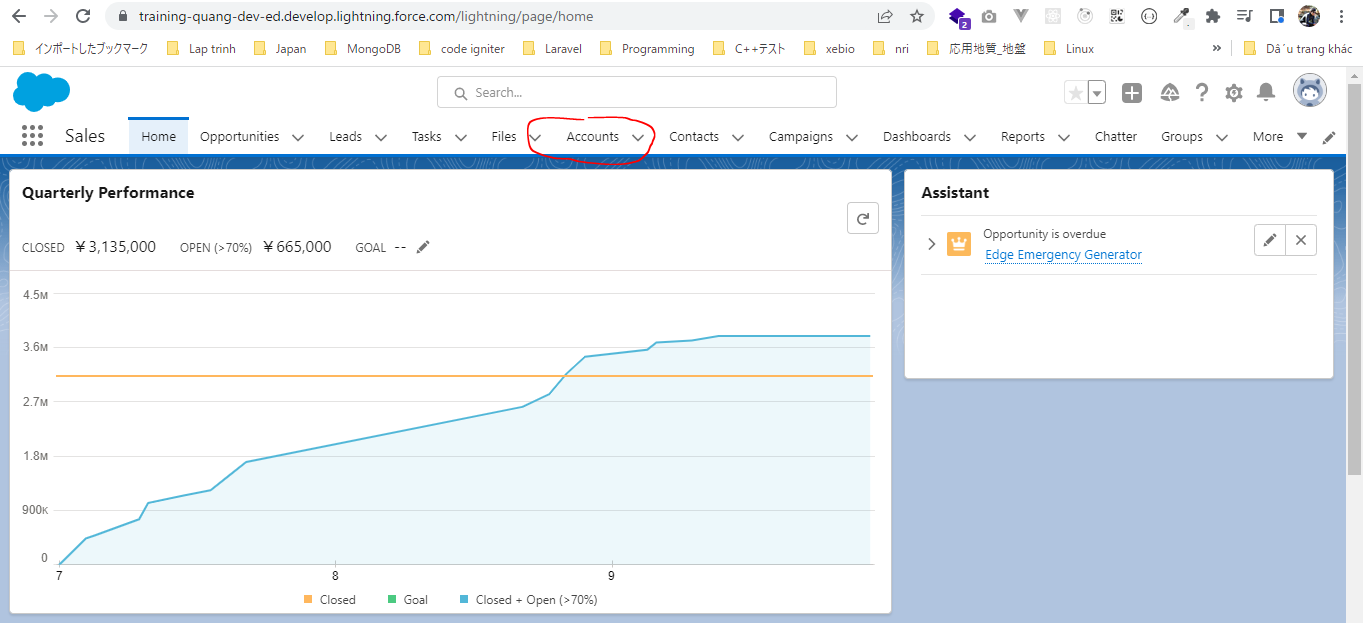 training-quang-dev-ed.develop.lightning.force.com/lightning/page/home
2
インポートしたブックマーク Lap trinh Japan MongoDB code igniter Laravel Programming C++テスト xebio nri 応用地質_地盤 Linux » Dấu trang khác
Search...
Sales Home Opportunities Leads Tasks Files Accounts Contacts Campaigns Dashboards Reports Chatter Groups More
Quarterly Performance
CLOSED ¥3,135,000 OPEN (>70%) ¥665,000 GOAL --
4.5M
3.6M
2.7M
1.8M
900K
0
7 8 9
Closed Goal Closed + Open (>70%)
Assistant
Opportunity is overdue
Edge Emergency Generator